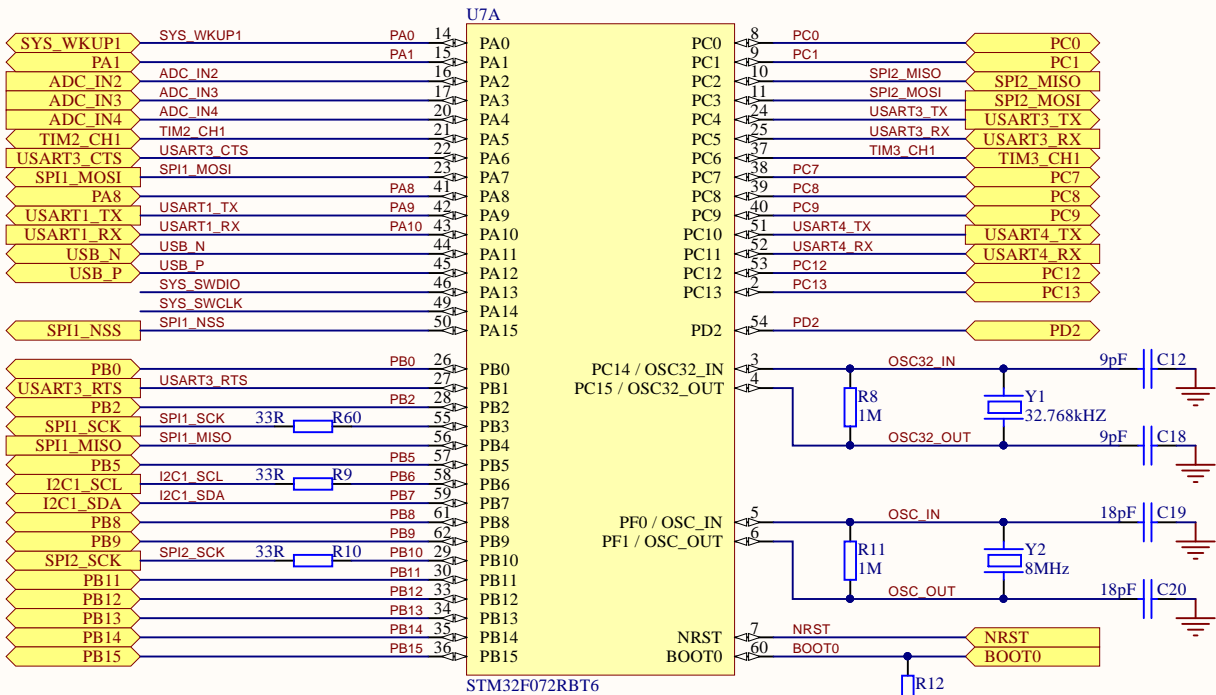 U7A
SYS_WKUP1 SYS_WKUP1 PA0 14 PA0 PC0 8 PC0 PC0
PA1 PA1 15 PA1 PC1 9 PC1 PC1
ADC_IN2 ADC_IN2 16 PA2 PC2 10 SPI2_MISO SPI2_MISO
ADC_IN3 ADC_IN3 17 PA3 PC3 11 SPI2_MOSI SPI2_MOSI
ADC_IN4 ADC_IN4 20 PA4 PC4 24 USART3_TX USART3_TX
TIM2_CH1 TIM2_CH1 21 PA5 PC5 25 USART3_RX USART3_RX
USART3_CTS USART3_CTS 22 PA6 PC6 37 TIM3_CH1 TIM3_CH1
SPI1_MOSI SPI1_MOSI 23 PA7 PC7 38 PC7 PC7
PA8 PA8 41 PA8 PC8 39 PC8 PC8
USART1_TX USART1_TX PA9 42 PA9 PC9 40 PC9 PC9
USART1_RX USART1_RX PA10 43 PA10 PC10 51 USART4_TX USART4_TX
USB_N USB_N 44 PA11 PC11 52 USART4_RX USART4_RX
USB_P USB_P 45 PA12 PC12 53 PC12 PC12
SYS_SWDIO 46 PA13 PC13 2 PC13 PC13
SYS_SWCLK 49 PA14
SPI1_NSS SPI1_NSS 50 PA15 PD2 54 PD2 PD2
PB0 PB0 26 PB0 PC14 / OSC32_IN 3 OSC32_IN 9pF C12
USART3_RTS USART3_RTS 27 PB1 PC15 / OSC32_OUT 4
PB2 PB2 28 PB2 R8 1M Y1 32.768kHZ
SPI1_SCK SPI1_SCK 33R R60 55 PB3
SPI1_MISO SPI1_MISO 56 PB4 OSC32_OUT 9pF C18
PB5 PB5 57 PB5
I2C1_SCL I2C1_SCL 33R R9 PB6 58 PB6
I2C1_SDA I2C1_SDA PB7 59 PB7
PB8 PB8 61 PB8 PF0 / OSC_IN 5 OSC_IN 18pF C19
PB9 PB9 62 PB9 PF1 / OSC_OUT 6
SPI2_SCK SPI2_SCK 33R R10 PB10 29 PB10 R11 1M Y2 8MHz
PB11 PB11 30 PB11
PB12 PB12 33 PB12 OSC_OUT 18pF C20
PB13 PB13 34 PB13
PB14 PB14 35 PB14 NRST 7 NRST NRST
PB15 PB15 36 PB15 BOOT0 60 BOOT0 BOOT0
STM32F072RBT6 R12